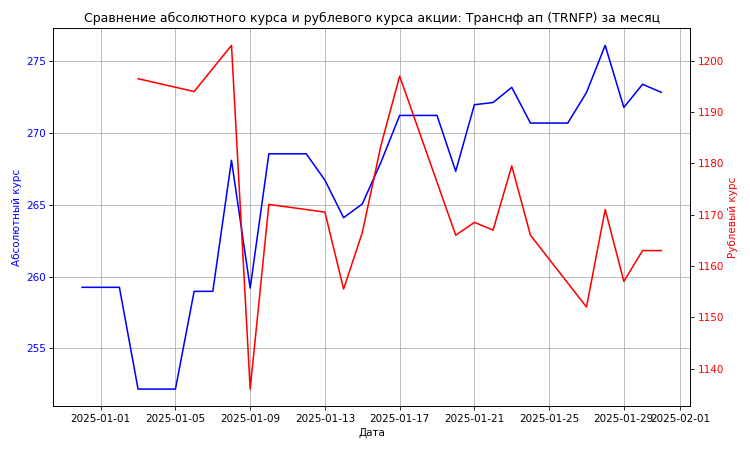 Сравнение абсолютного курса и рублевого курса акции: Транснф ап (TRNFP) за месяц
275
270
265
260
255
Абсолютный курс
1200
1190
1180
1170
1160
1150
1140
Рублевый курс
2025-01-01 2025-01-05 2025-01-09 2025-01-13 2025-01-17 2025-01-21 2025-01-25 2025-01-29 2025-02-01
Дата